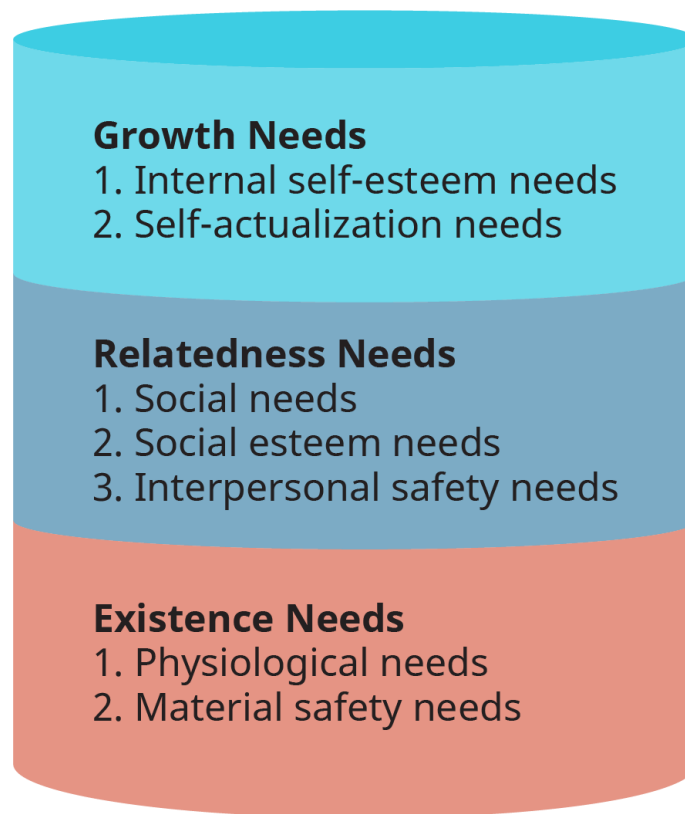 Growth Needs
1. Internal self-esteem needs
2. Self-actualization needs
Relatedness Needs
1. Social needs
2. Social esteem needs
3. Interpersonal safety needs
Existence Needs
1. Physiological needs
2. Material safety needs